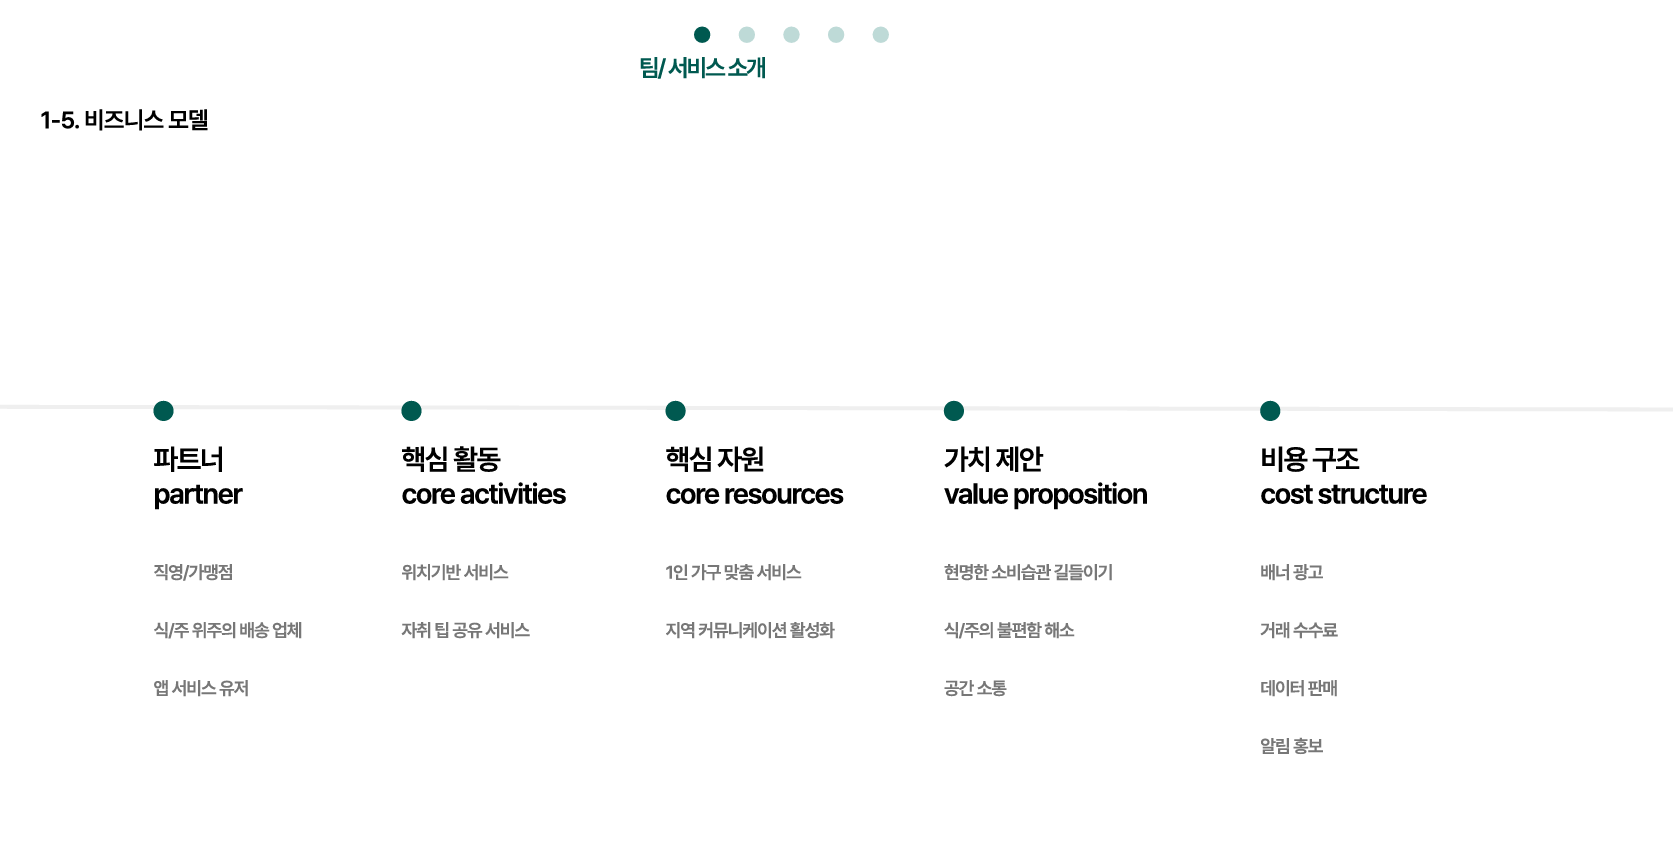 팀/ 서비스 소개
1-5. 비즈니스 모델
파트너
partner
직영/가맹점
식/주 위주의 배송 업체
앱 서비스 유저
핵심 활동
core activities
위치기반 서비스
자취 팁 공유 서비스
핵심 자원
core resources
1인 가구 맞춤 서비스
지역 커뮤니케이션 활성화
가치 제안
value proposition
현명한 소비습관 길들이기
식/주의 불편함 해소
공간 소통
비용 구조
cost structure
배너 광고
거래 수수료
데이터 판매
알림 홍보